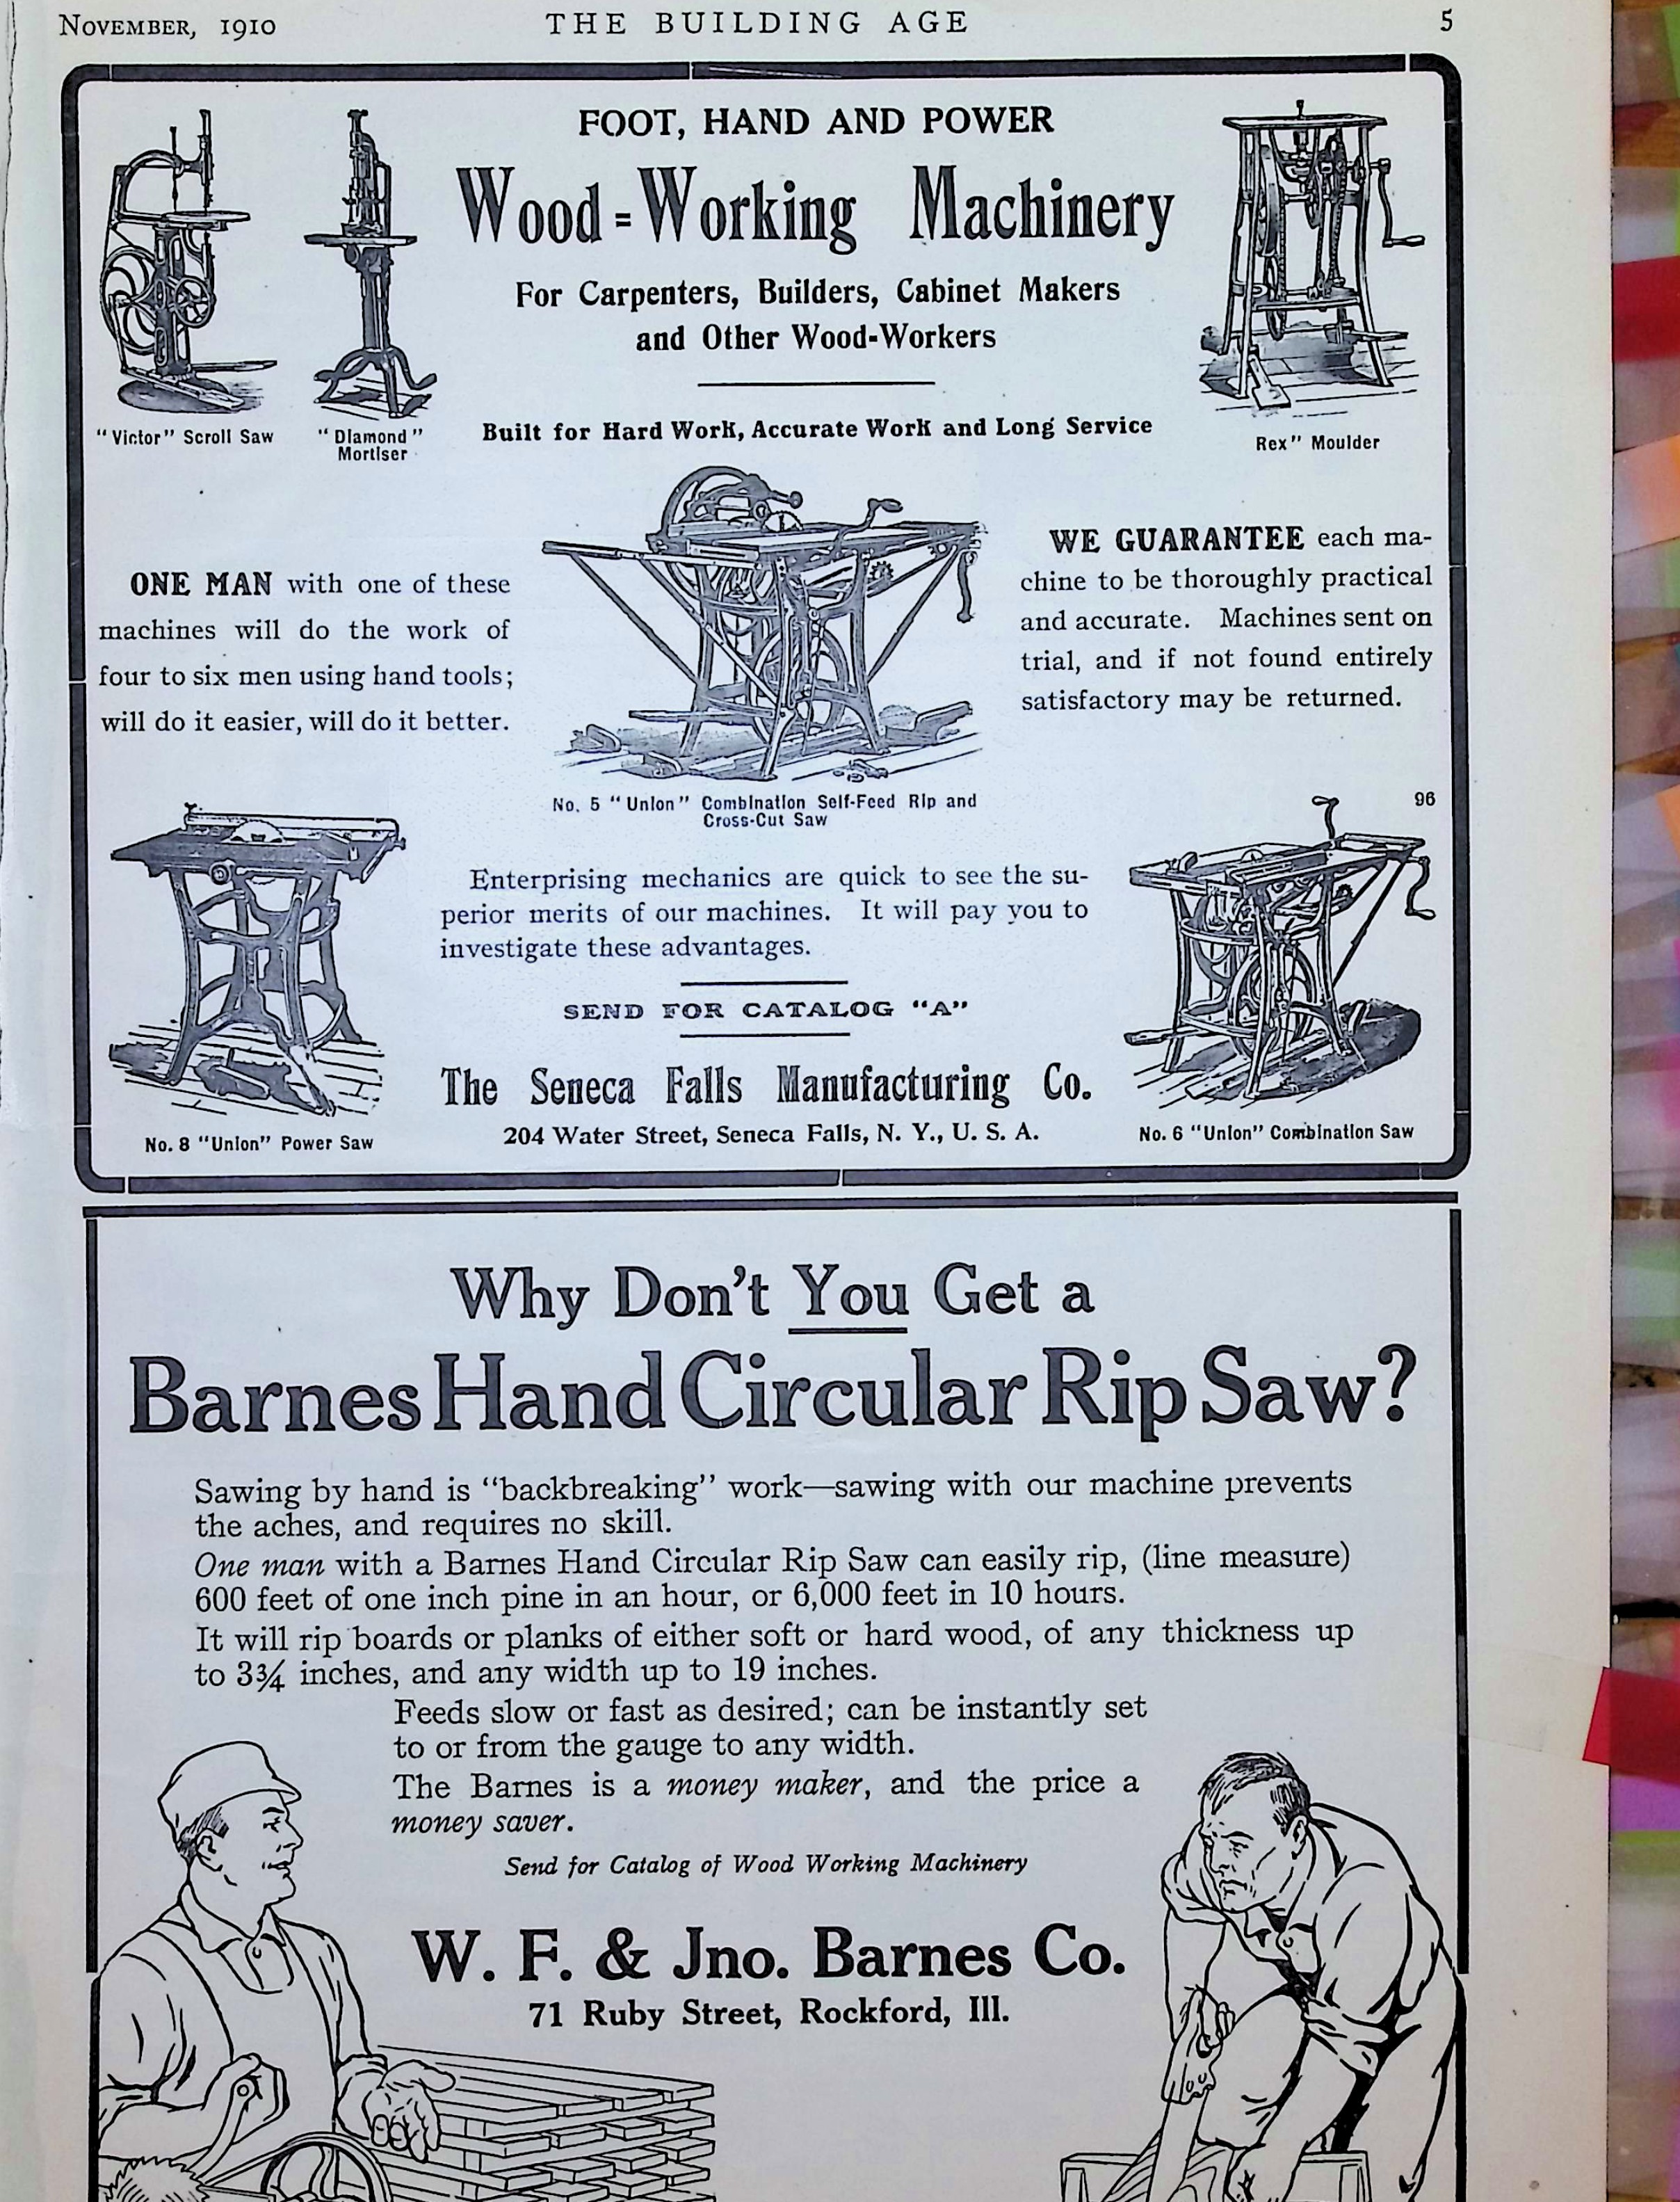 NOVEMBER, 1910 THE BUILDING AGE 5
FOOT, HAND AND POWER
Wood=Working Machinery
For Carpenters, Builders, Cabinet Makers
and Other Wood-Workers
Built for Hard Work, Accurate Work and Long Service
"Victor" Scroll Saw
"Diamond"
Mortiser
Rex" Moulder
ONE MAN with one of these
machines will do the work of
four to six men using hand tools;
will do it easier, will do it better.
WE GUARANTEE each ma-
chine to be thoroughly practical
and accurate. Machines sent on
trial, and if not found entirely
satisfactory may be returned.
No. 5 "Union" Combination Self-Feed Rip and
Cross-Cut Saw
96
Enterprising mechanics are quick to see the su-
perior merits of our machines. It will pay you to
investigate these advantages.
SEND FOR CATALOG "A"
The Seneca Falls Manufacturing Co.
204 Water Street, Seneca Falls, N. Y., U. S. A.
No. 8 "Union" Power Saw
No. 6 "Union" Combination Saw
Why Don't You Get a
Barnes Hand Circular Rip Saw?
Sawing by hand is "backbreaking" work—sawing with our machine prevents
the aches, and requires no skill.
One man with a Barnes Hand Circular Rip Saw can easily rip, (line measure)
600 feet of one inch pine in an hour, or 6,000 feet in 10 hours.
It will rip boards or planks of either soft or hard wood, of any thickness up
to 3¾ inches, and any width up to 19 inches.
Feeds slow or fast as desired; can be instantly set
to or from the gauge to any width.
The Barnes is a money maker, and the price a
money saver.
Send for Catalog of Wood Working Machinery
W. F. & Jno. Barnes Co.
71 Ruby Street, Rockford, Ill.